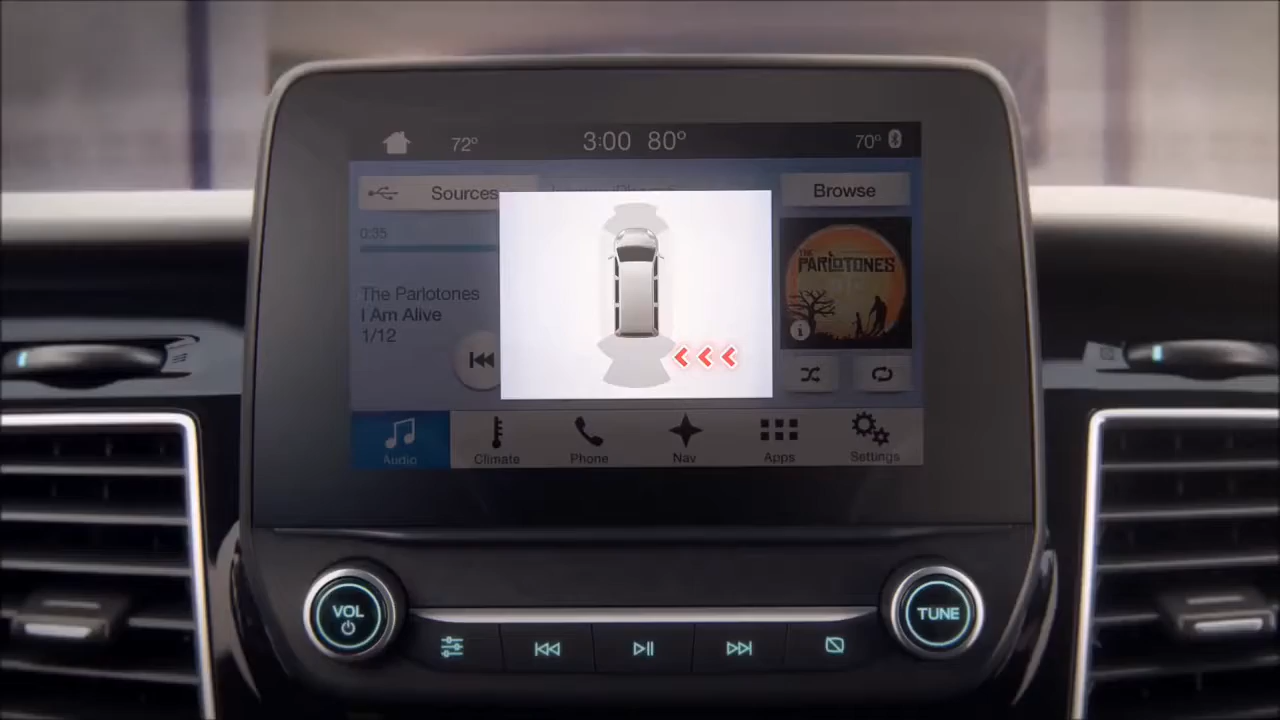 72° 3:00 80° 70°
Sources
Browse
0:35
The Parlotones
I Am Alive
1/12
THE
PARLOTONES
i
Audio Climate Phone Nav Apps Settings
VOL
TUNE